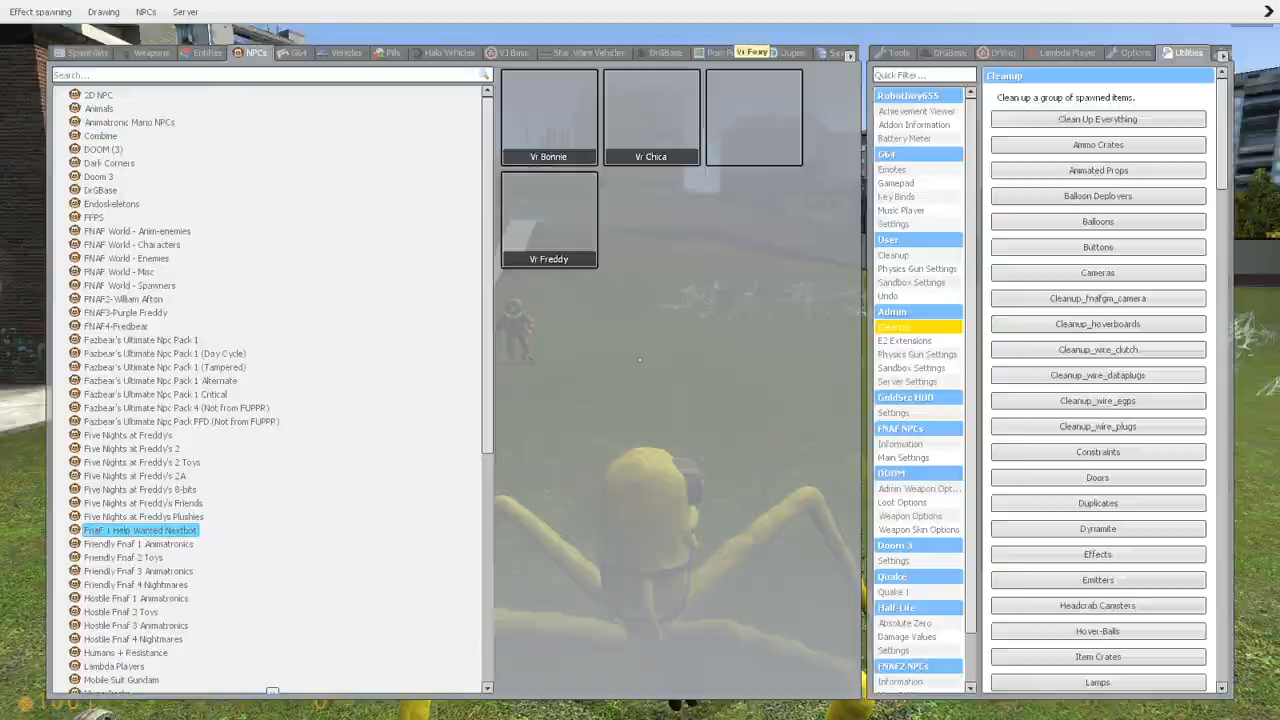 Effect spawning Drawing NPCs Server
Spawnlists Weapons Entities NPCs G64 Vehicles Pills Halo Vehicles VJ Base Star Wars Vehicles DrGBase Vr Foxy Dupes
Tools DrGBase DrVrej Lambda Player Options Utilities
Search...
2D NPC
Animals
Animatronic Mano NPCs
Combine
DOOM (3)
Dark Corners
Doom 3
DrGBase
Endoskeletons
FFPS
FNAF World - Anim-enemies
FNAF World - Characters
FNAF World - Enemies
FNAF World - Misc
FNAF World - Spawners
FNAF2-William Afton
FNAF3-Purple Freddy
FNAF4-Fredbear
Fazbear's Ultimate Npc Pack 1
Fazbear's Ultimate Npc Pack 1 (Day Cycle)
Fazbear's Ultimate Npc Pack 1 (Tampered)
Fazbear's Ultimate Npc Pack 1 Alternate
Fazbear's Ultimate Npc Pack 1 Critical
Fazbear's Ultimate Npc Pack 4 (Not from FUPPR)
Fazbear's Ultimate Npc Pack FFD (Not from FUPPR)
Five Nights at Freddy's
Five Nights at Freddy's 2
Five Nights at Freddy's 2 Toys
Five Nights at Freddy's 2A
Five Nights at Freddy's 8-bits
Five Nights at Freddy's Friends
Five Nights at Freddys Plushies
Fnaf 1 Help Wanted Nextbot
Friendly Fnaf 1 Animatronics
Friendly Fnaf 2 Toys
Friendly Fnaf 3 Animatronics
Friendly Fnaf 4 Nightmares
Hostile Fnaf 1 Animatronics
Hostile Fnaf 2 Toys
Hostile Fnaf 3 Animatronics
Hostile Fnaf 4 Nightmares
Humans + Resistance
Lambda Players
Mobile Suit Gundam
Vr Bonnie
Vr Chica
Vr Freddy
Quick Filter...
Robotboy655
Achievement Viewer
Addon Information
Battery Meter
G64
Emotes
Gamepad
Key Binds
Music Player
Settings
User
Cleanup
Physics Gun Settings
Sandbox Settings
Undo
Admin
Cleanup
E2 Extensions
Physics Gun Settings
Sandbox Settings
Server Settings
GoldSrc HUD
Settings
FNAF NPCs
Information
Main Settings
DOOM
Admin Weapon Opt...
Loot Options
Weapon Options
Weapon Skin Options
Doom 3
Settings
Quake
Quake 1
Half-Life
Absolute Zero
Damage Values
Settings
FNAF2 NPCs
Information
Cleanup
Clean up a group of spawned items.
Clean Up Everything
Ammo Crates
Animated Props
Balloon Deployers
Balloons
Buttons
Cameras
Cleanup_fnafgm_camera
Cleanup_hoverboards
Cleanup_wire_clutch
Cleanup_wire_dataplugs
Cleanup_wire_egps
Cleanup_wire_plugs
Constraints
Doors
Duplicates
Dynamite
Effects
Emitters
Headcrab Canisters
Hover-Balls
Item Crates
Lamps